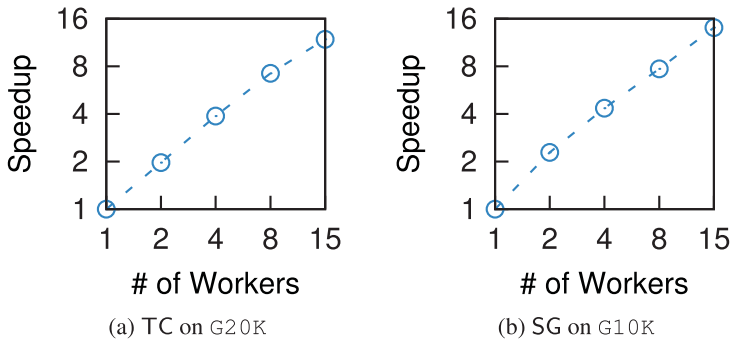 16
8
4
2
1
Speedup
1 2 4 8 15
# of Workers
(a) TC on G20K
16
8
4
2
1
Speedup
1 2 4 8 15
# of Workers
(b) SG on G10K